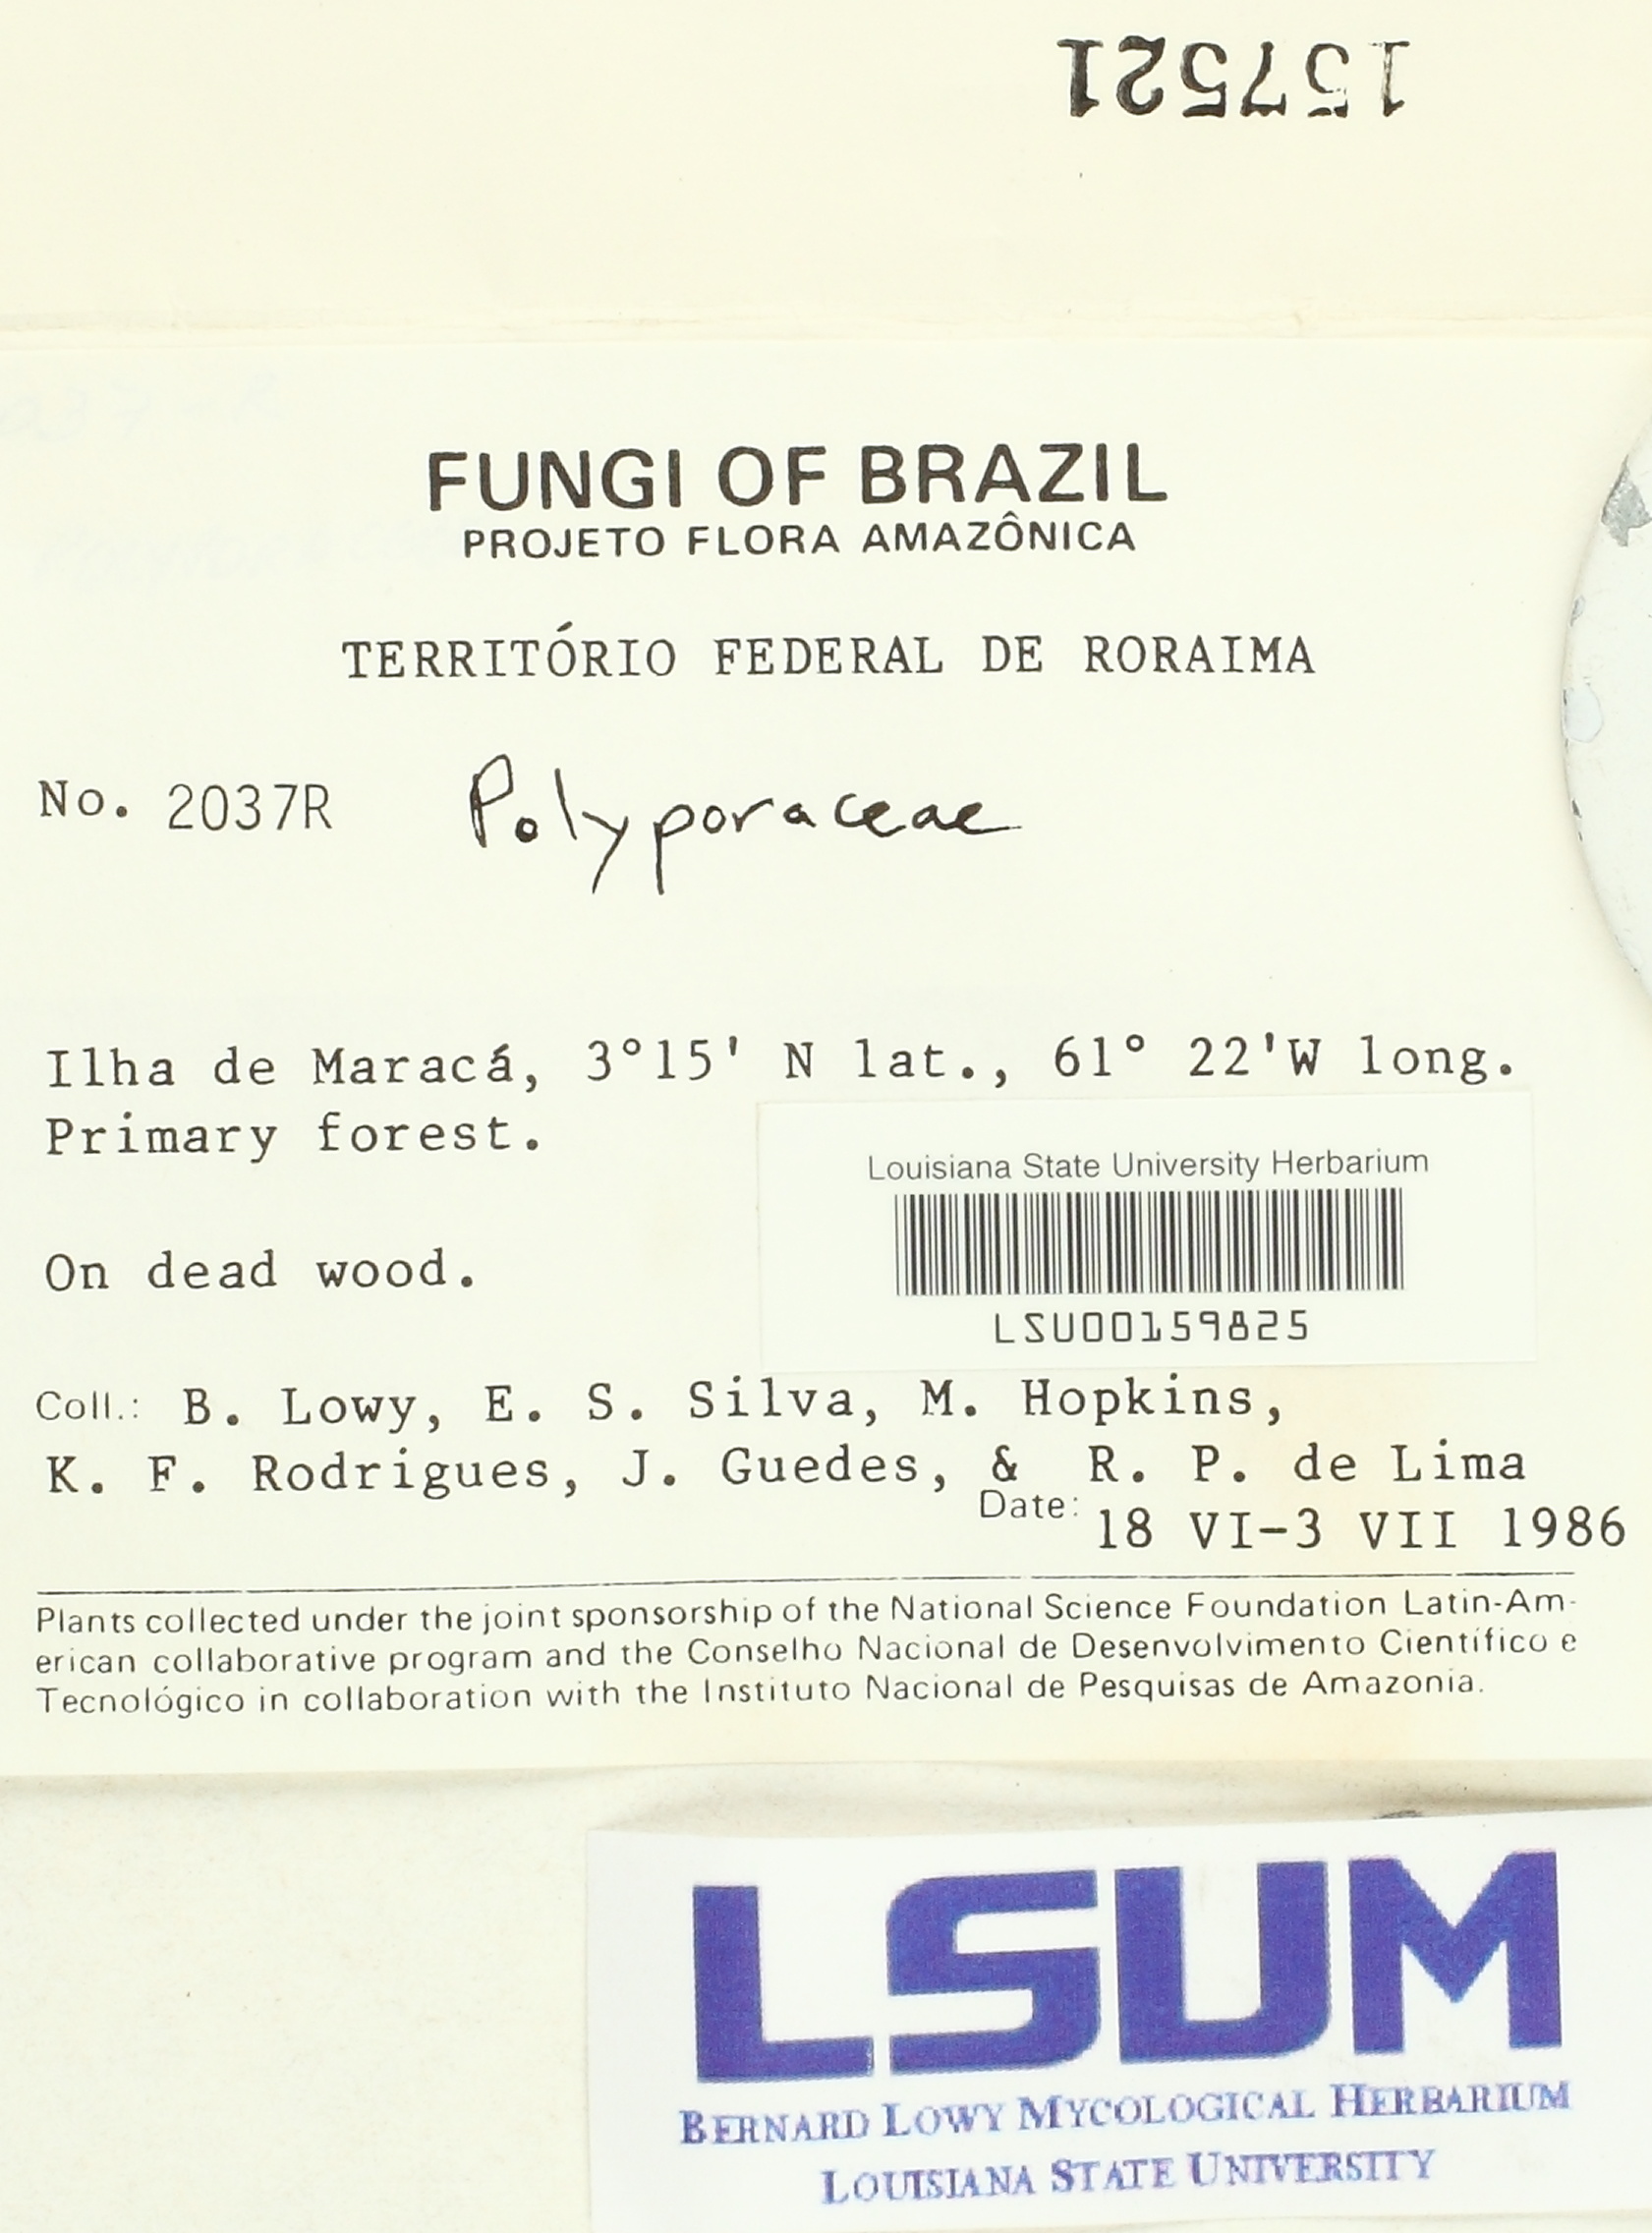 157521
FUNGI OF BRAZIL
PROJETO FLORA AMAZÔNICA
TERRITÓRIO FEDERAL DE RORAIMA
No. 2037R Polyporaceae
Ilha de Maracá, 3°15' N lat., 61° 22'W long.
Primary forest.
Louisiana State University Herbarium
LSU00159825
On dead wood.
Coll.: B. Lowy, E. S. Silva, M. Hopkins,
K. F. Rodrigues, J. Guedes, & R. P. de Lima
Date: 18 VI-3 VII 1986
Plants collected under the joint sponsorship of the National Science Foundation Latin-Am-
erican collaborative program and the Conselho Nacional de Desenvolvimento Científico e
Tecnológico in collaboration with the Instituto Nacional de Pesquisas de Amazonia.
LSUM
BERNARD LOWY MYCOLOGICAL HERBARIUM
LOUISIANA STATE UNIVERSITY